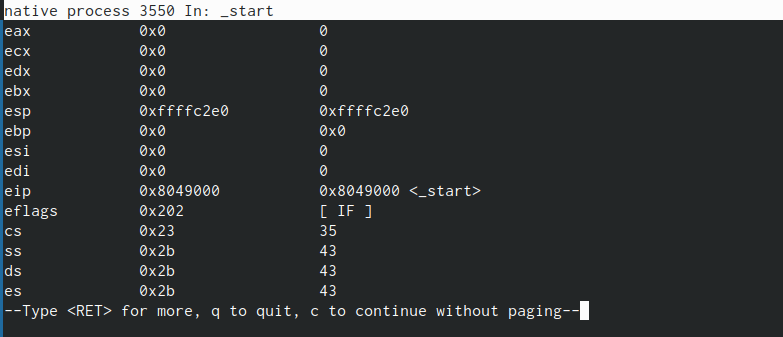 native process 3550 In: _start
eax 0x0 0
ecx 0x0 0
edx 0x0 0
ebx 0x0 0
esp 0xffffc2e0 0xffffc2e0
ebp 0x0 0x0
esi 0x0 0
edi 0x0 0
eip 0x8049000 0x8049000 <_start>
eflags 0x202 [ IF ]
cs 0x23 35
ss 0x2b 43
ds 0x2b 43
es 0x2b 43
--Type <RET> for more, q to quit, c to continue without paging--